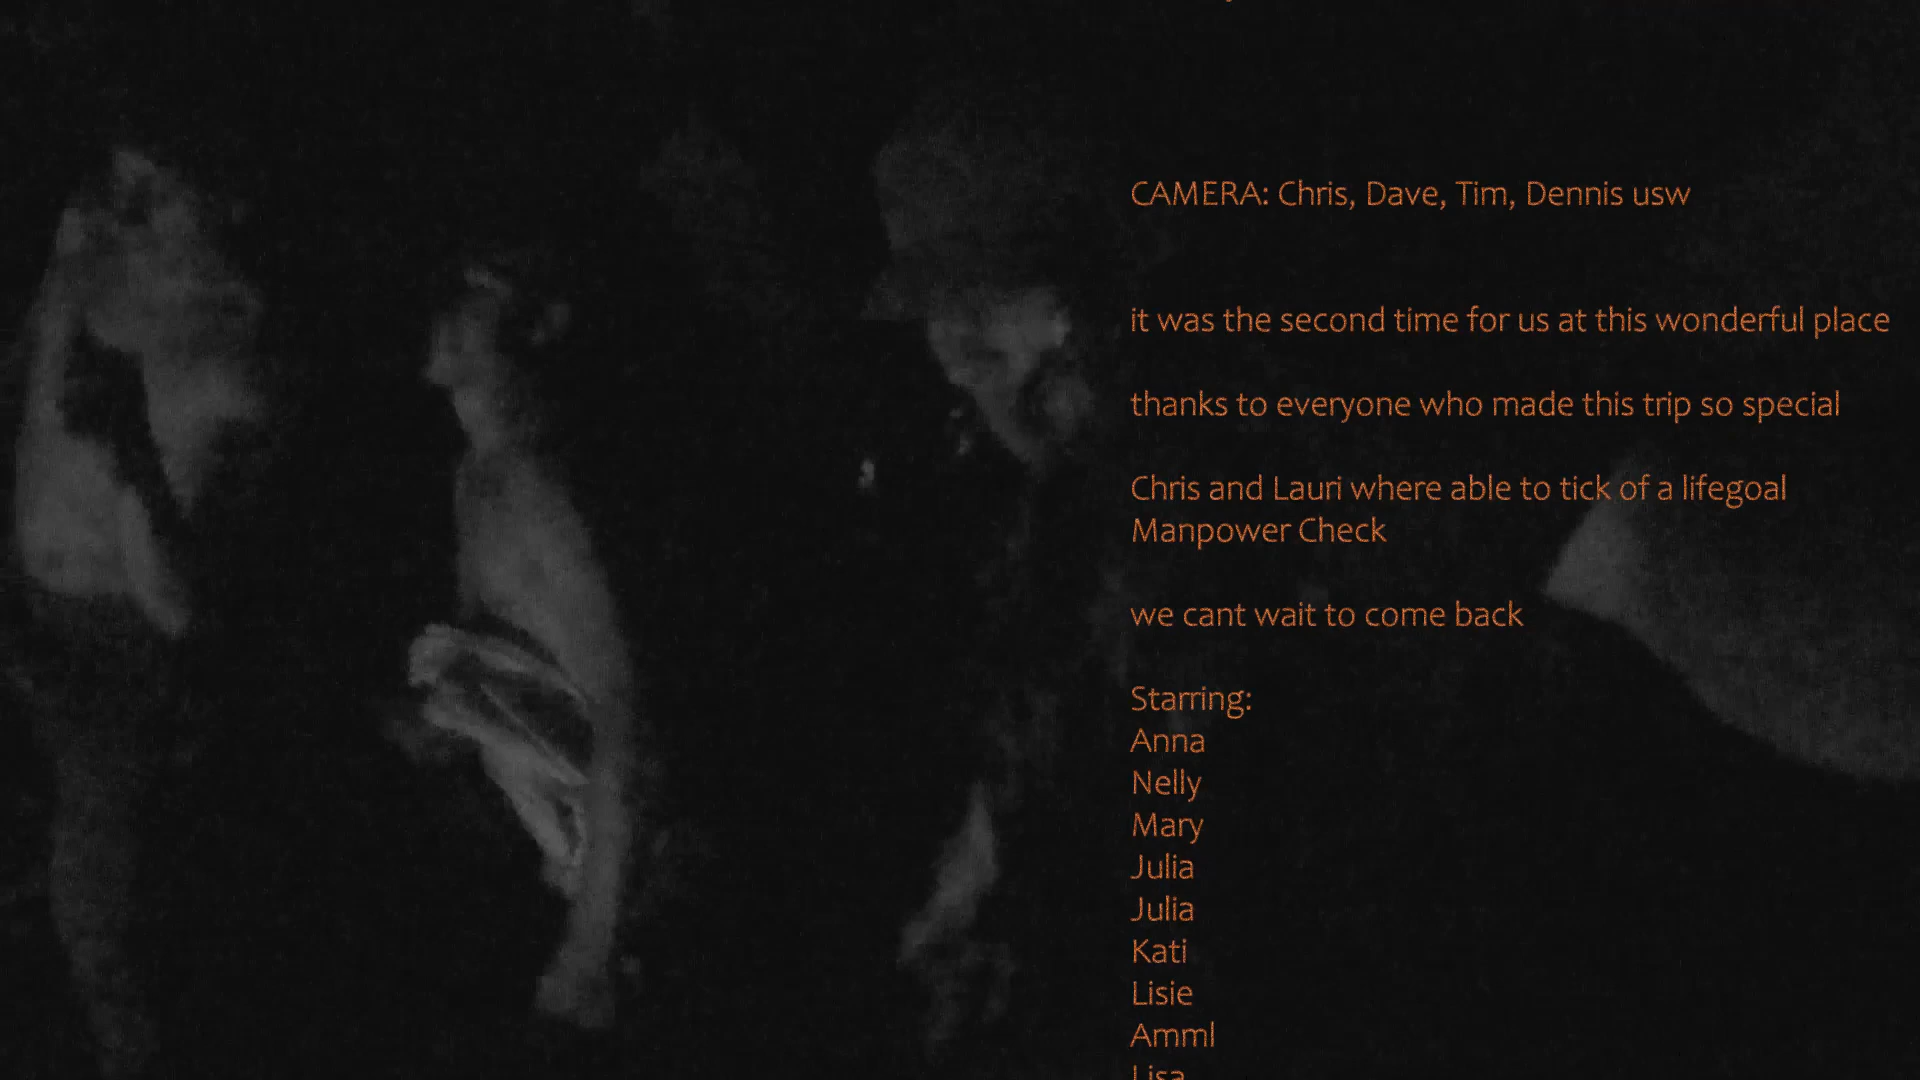 CAMERA: Chris, Dave, Tim, Dennis usw
it was the second time for us at this wonderful place
thanks to everyone who made this trip so special
Chris and Lauri where able to tick of a lifegoal
Manpower Check
we cant wait to come back
Starring:
Anna
Nelly
Mary
Julia
Julia
Kati
Lisie
Amml
Lisa